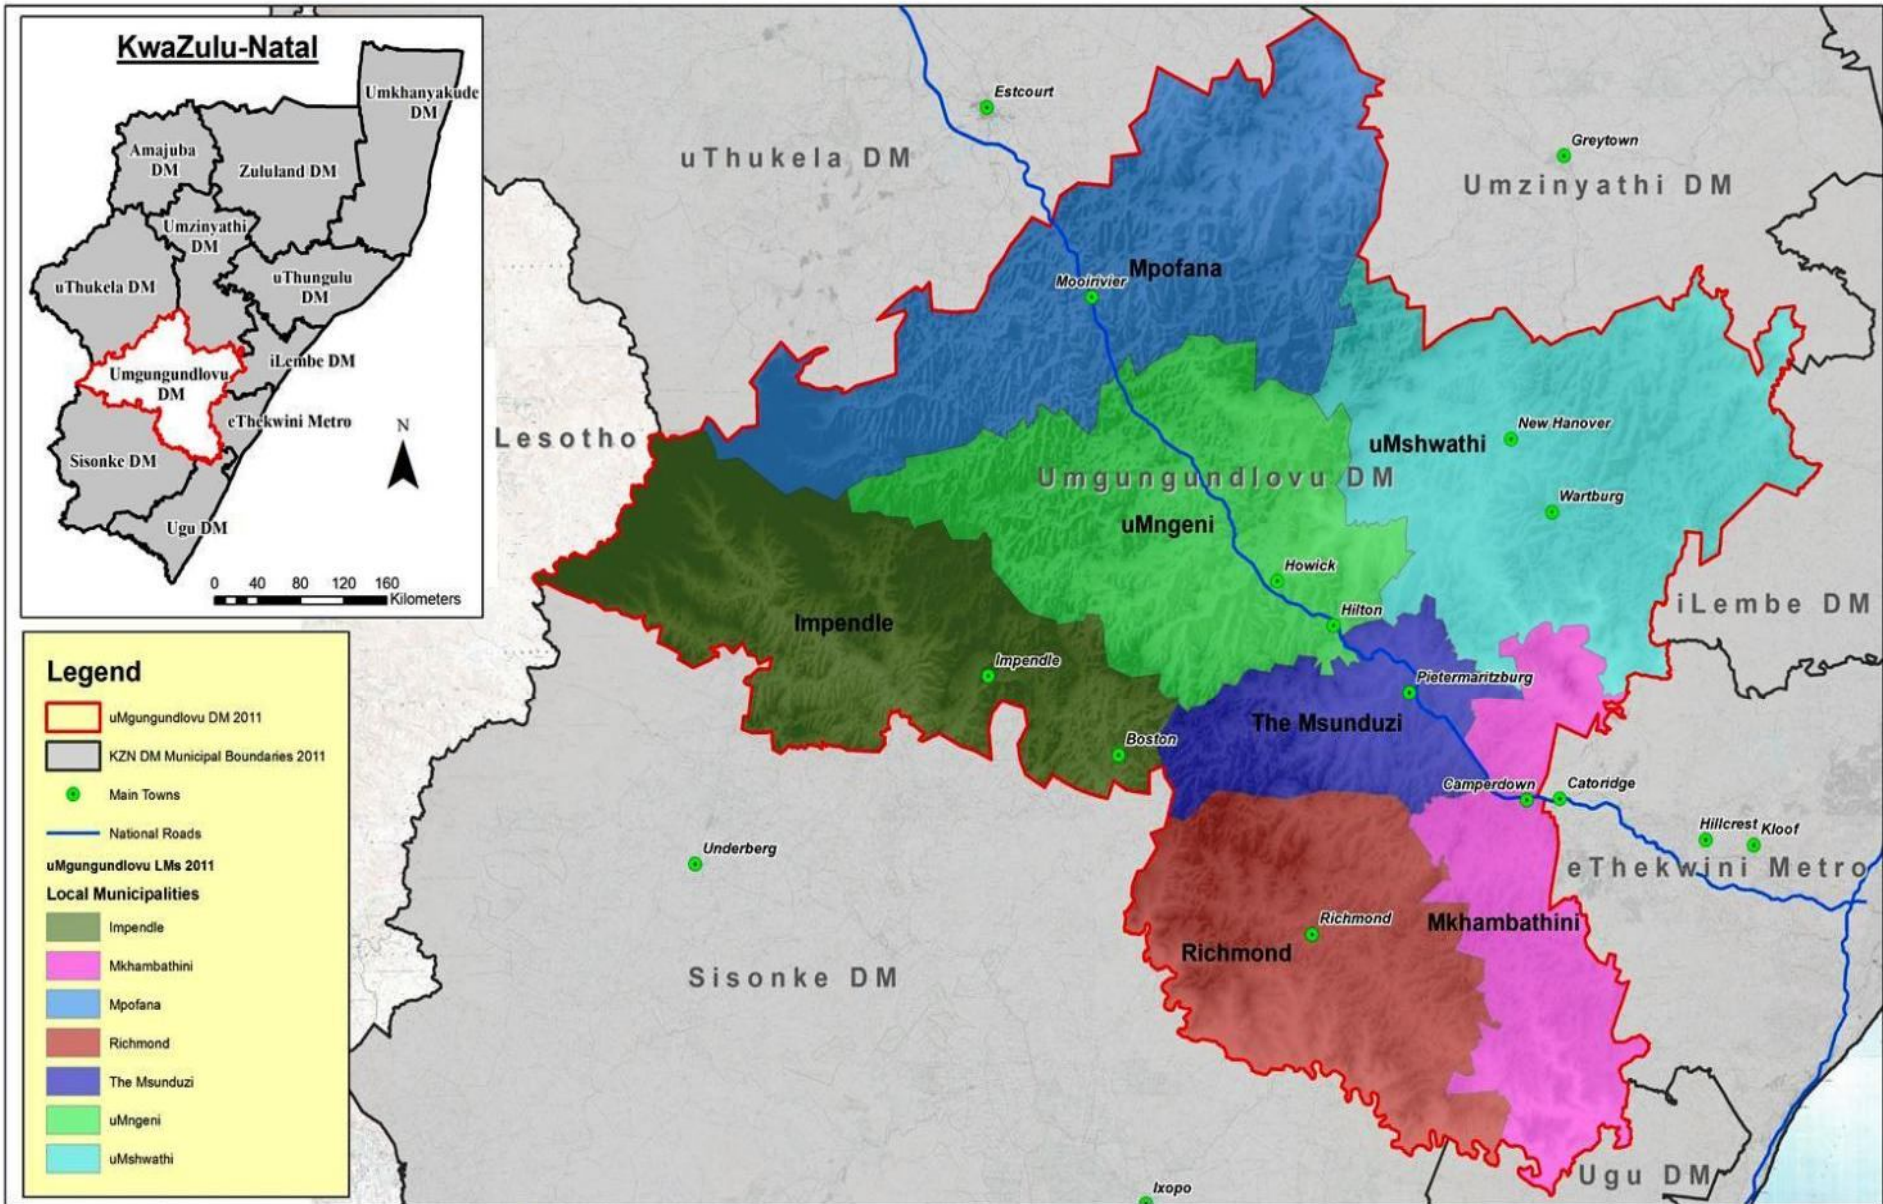 KwaZulu-Natal
Umkhanyakude
DM
Amajuba
DM
Zululand DM
Umzinyathi
DM
uThukela DM
uThungulu
DM
iLembe DM
Umgungundlovu
DM
eThekwini Metro
Sisonke DM
Ugu DM
N
0 40 80 120 160
Kilometers
Legend
uMgungundlovu DM 2011
KZN DM Municipal Boundaries 2011
Main Towns
National Roads
uMgungundlovu LMs 2011
Local Municipalities
Impendle
Mkhambathini
Mpofana
Richmond
The Msunduzi
uMngeni
uMshwathi
Estcourt
uThukela DM
Greytown
Umzinyathi DM
Mpofana
Mooirivier
Lesotho
New Hanover
uMshwathi
Umgungundlovu DM
Wartburg
uMngeni
Howick
Hilton
iLembe DM
Impendle
Impendle
Pietermaritzburg
The Msunduzi
Boston
Camperdown
Catoridge
Hillcrest
Kloof
Underberg
eThekwini Metro
Richmond
Mkhambathini
Richmond
Sisonke DM
Ugu DM
Ixopo